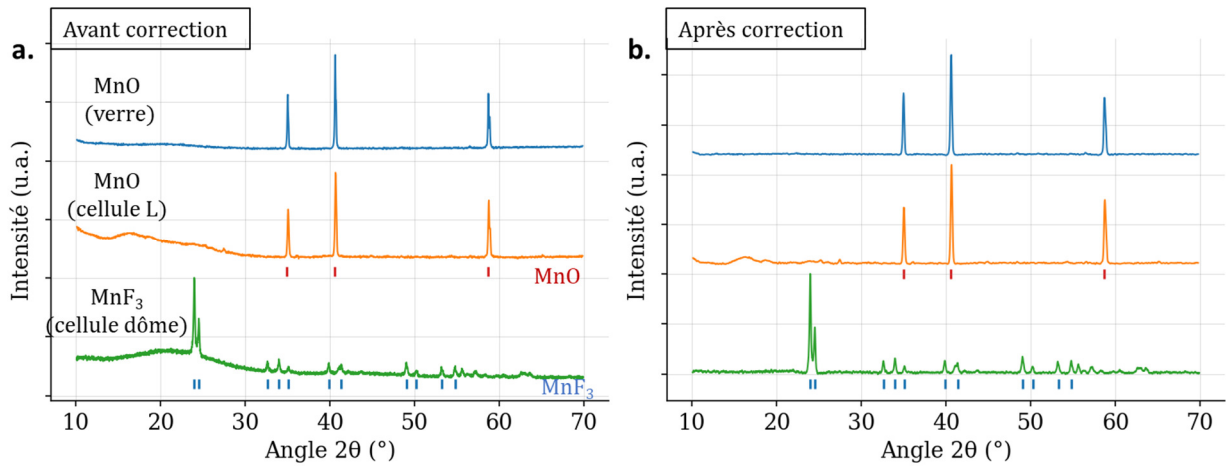 a.
Avant correction
MnO
(verre)
MnO
(cellule L)
MnO
MnF₃
(cellule dôme)
MnF₃
Intensité (u.a.)
10 20 30 40 50 60 70
Angle 2θ (°)
b.
Après correction
Intensité (u.a.)
10 20 30 40 50 60 70
Angle 2θ (°)